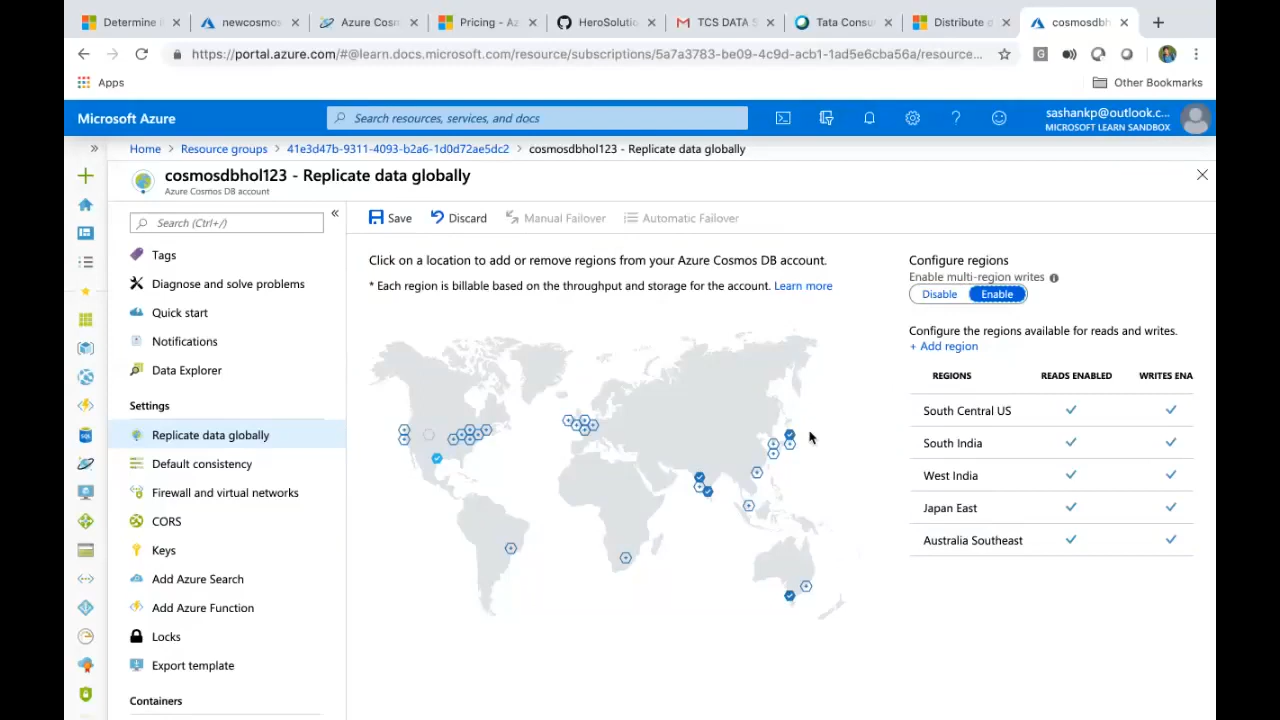 Determine I
newcosmos
Azure Cosm
Pricing - Az
HeroSolutio
TCS DATA S
Tata Consu
Distribute d
cosmosdbh
https://portal.azure.com/#@learn.docs.microsoft.com/resource/subscriptions/5a7a3783-be09-4c9d-acb1-1ad5e6cba56a/resource...
Apps
Other Bookmarks
Microsoft Azure
Search resources, services, and docs
sashankp@outlook.c...
MICROSOFT LEARN SANDBOX
Home > Resource groups > 41e3d47b-9311-4093-b2a6-1d0d72ae5dc2 > cosmosdbhol123 - Replicate data globally
cosmosdbhol123 - Replicate data globally
Azure Cosmos DB account
Search (Ctrl+/)
Tags
Diagnose and solve problems
Quick start
Notifications
Data Explorer
Settings
Replicate data globally
Default consistency
Firewall and virtual networks
CORS
Keys
Add Azure Search
Add Azure Function
Locks
Export template
Containers
Save
Discard
Manual Failover
Automatic Failover
Click on a location to add or remove regions from your Azure Cosmos DB account.
* Each region is billable based on the throughput and storage for the account. Learn more
Configure regions
Enable multi-region writes
Disable Enable
Configure the regions available for reads and writes.
+ Add region
REGIONS READS ENABLED WRITES ENA
South Central US
South India
West India
Japan East
Australia Southeast